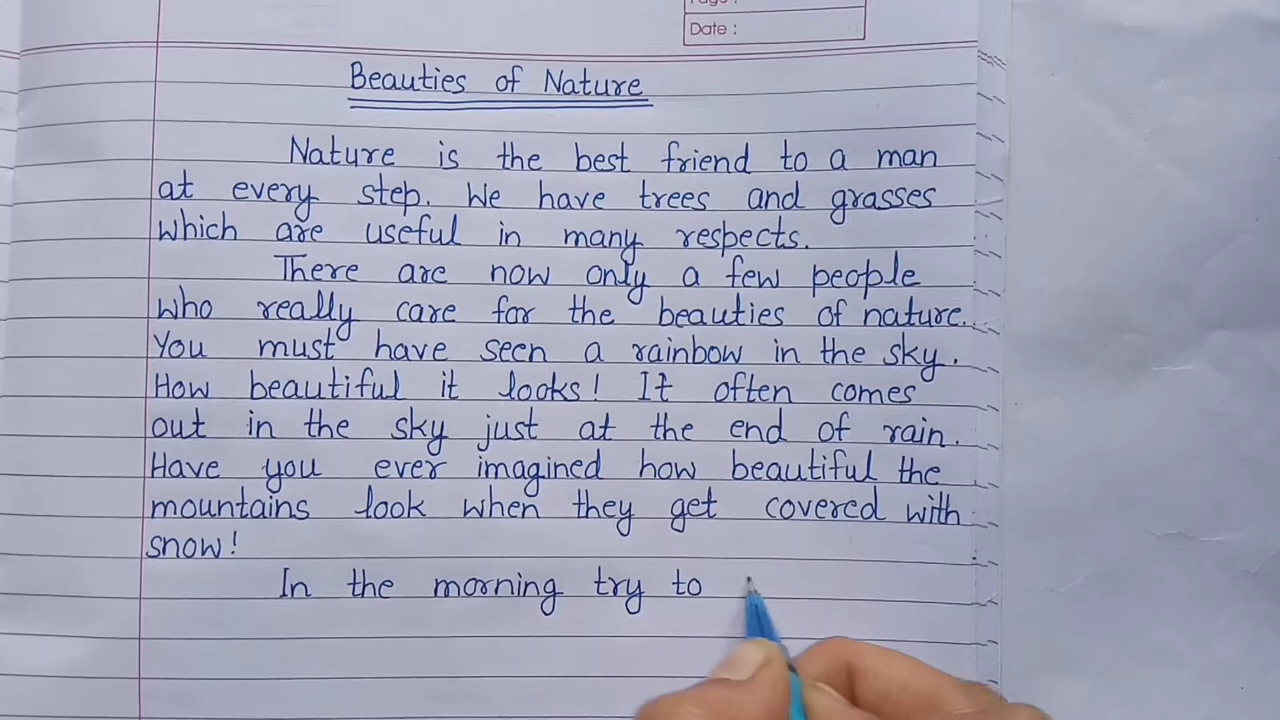 Date :
Beauties of Nature
Nature is the best friend to a man
at every step. We have trees and grasses
which are useful in many respects.
There are now only a few people
who really care for the beauties of nature.
You must have seen a rainbow in the sky.
How beautiful it looks! It often comes
out in the sky just at the end of rain.
Have you ever imagined how beautiful the
mountains look when they get covered with
snow!
In the morning try to